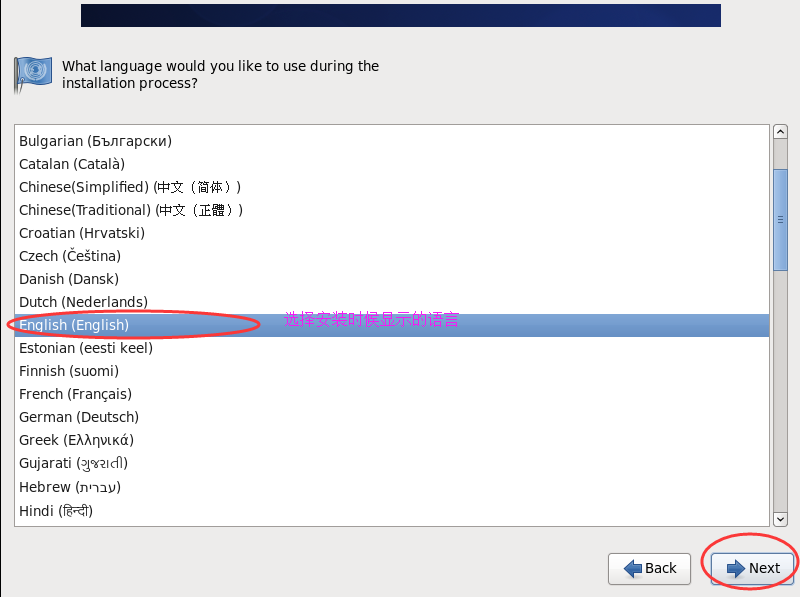 What language would you like to use during the
installation process?
Bulgarian (Български)
Catalan (Català)
Chinese(Simplified) (中文（简体）)
Chinese(Traditional) (中文（正體）)
Croatian (Hrvatski)
Czech (Čeština)
Danish (Dansk)
Dutch (Nederlands)
English (English) 选择安装时候显示的语言
Estonian (eesti keel)
Finnish (suomi)
French (Français)
German (Deutsch)
Greek (Ελληνικά)
Gujarati (ગુજરાતી)
Hebrew (עברית)
Hindi (हिन्दी)
Back Next